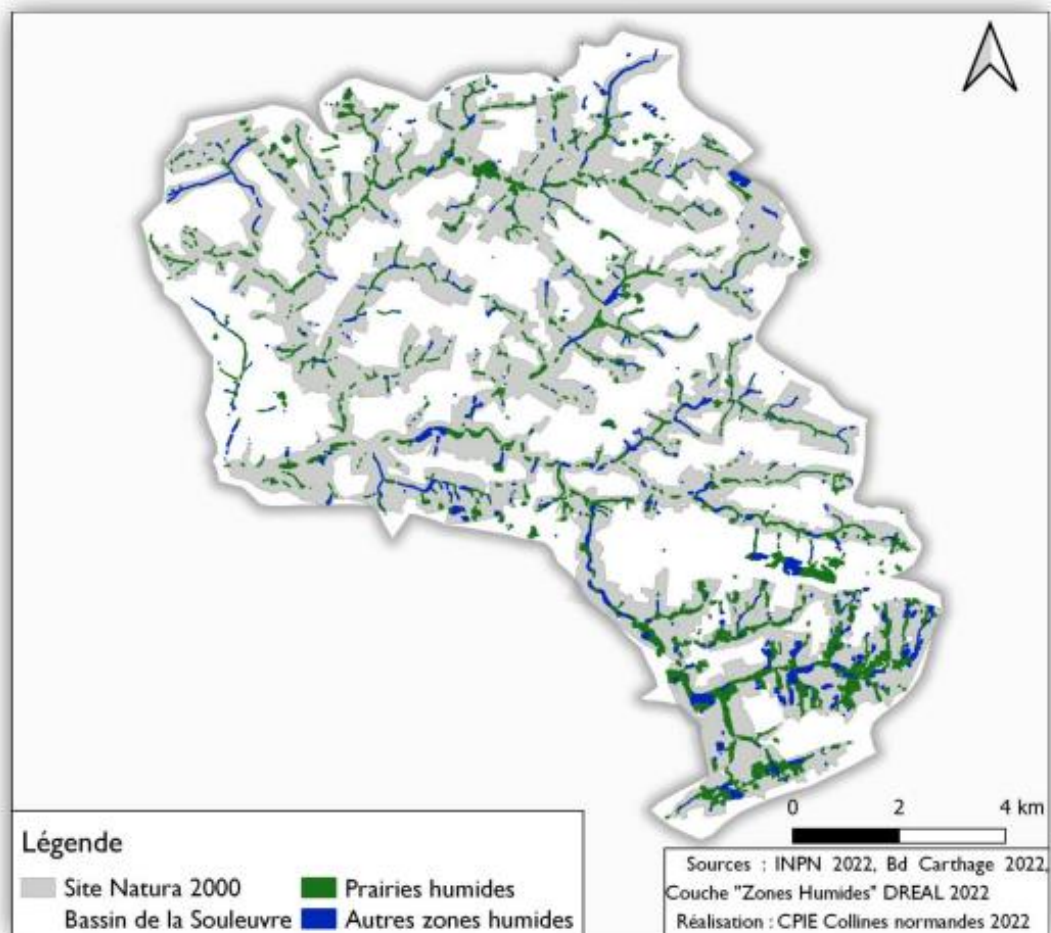 0 2 4 km
Légende
Site Natura 2000
Prairies humides
Bassin de la Souleuvre
Autres zones humides
Sources : INPN 2022, Bd Carthage 2022,
Couche "Zones Humides" DREAL 2022
Réalisation : CPIE Collines normandes 2022